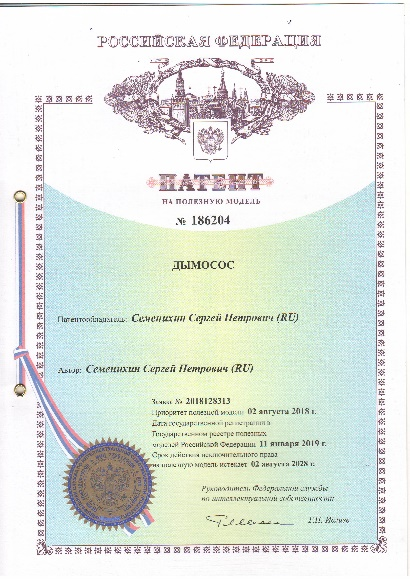 РОССИЙСКАЯ ФЕДЕРАЦИЯ
ПАТЕНТ
НА ПОЛЕЗНУЮ МОДЕЛЬ
№ 186204
ДЫМОСОС
Патентообладатель: Семенихин Сергей Петрович (RU)
Автор: Семенихин Сергей Петрович (RU)
Заявка № 2018128313
Приоритет полезной модели 02 августа 2018 г.
Дата государственной регистрации в
Государственном реестре полезных
моделей Российской Федерации 11 января 2019 г.
Срок действия исключительного права
на полезную модель истекает 02 августа 2028 г.
Руководитель Федеральной службы
по интеллектуальной собственности
Г.П. Ивлиев